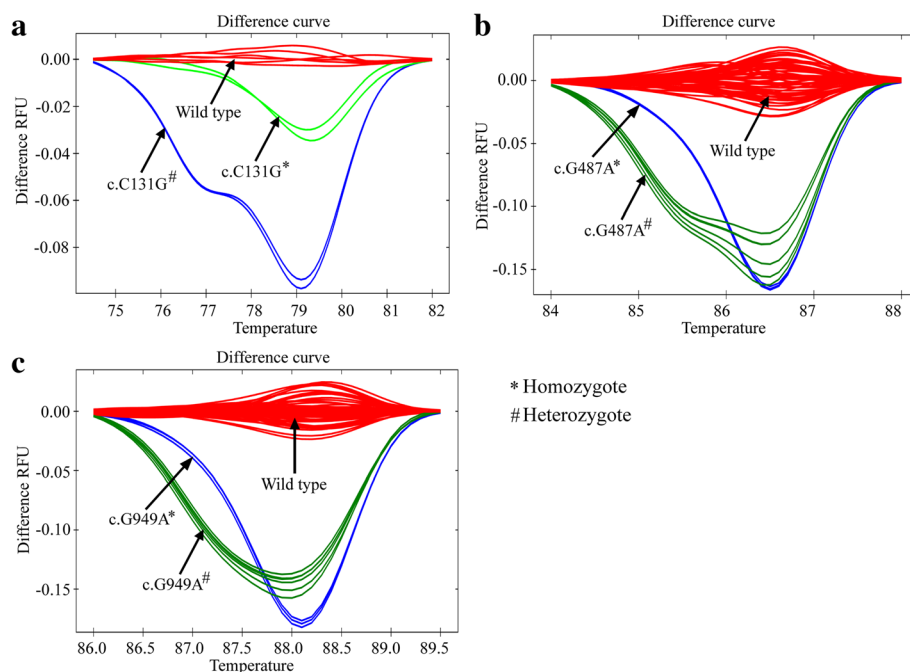 a
Difference curve
0.00
-0.02
-0.04
-0.06
-0.08
Difference RFU
Wild type
c.C131G#
c.C131G*
75 76 77 78 79 80 81 82
Temperature
b
Difference curve
0.00
-0.05
-0.10
-0.15
Difference RFU
c.G487A*
Wild type
c.G487A#
84 85 86 87 88
Temperature
c
Difference curve
0.00
-0.05
-0.10
-0.15
Difference RFU
Wild type
c.G949A*
c.G949A#
86.0 86.5 87.0 87.5 88.0 88.5 89.0 89.5
Temperature
* Homozygote
# Heterozygote